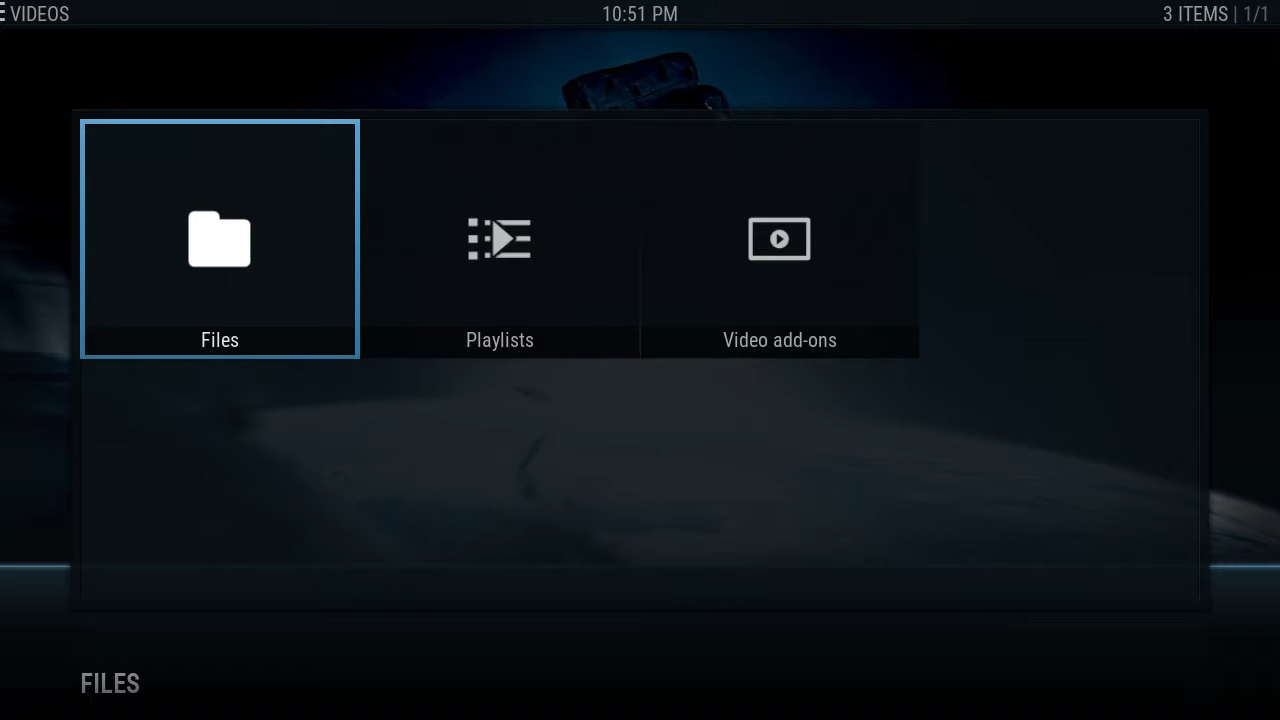 VIDEOS
10:51 PM
3 ITEMS | 1/1
Files
Playlists
Video add-ons
FILES